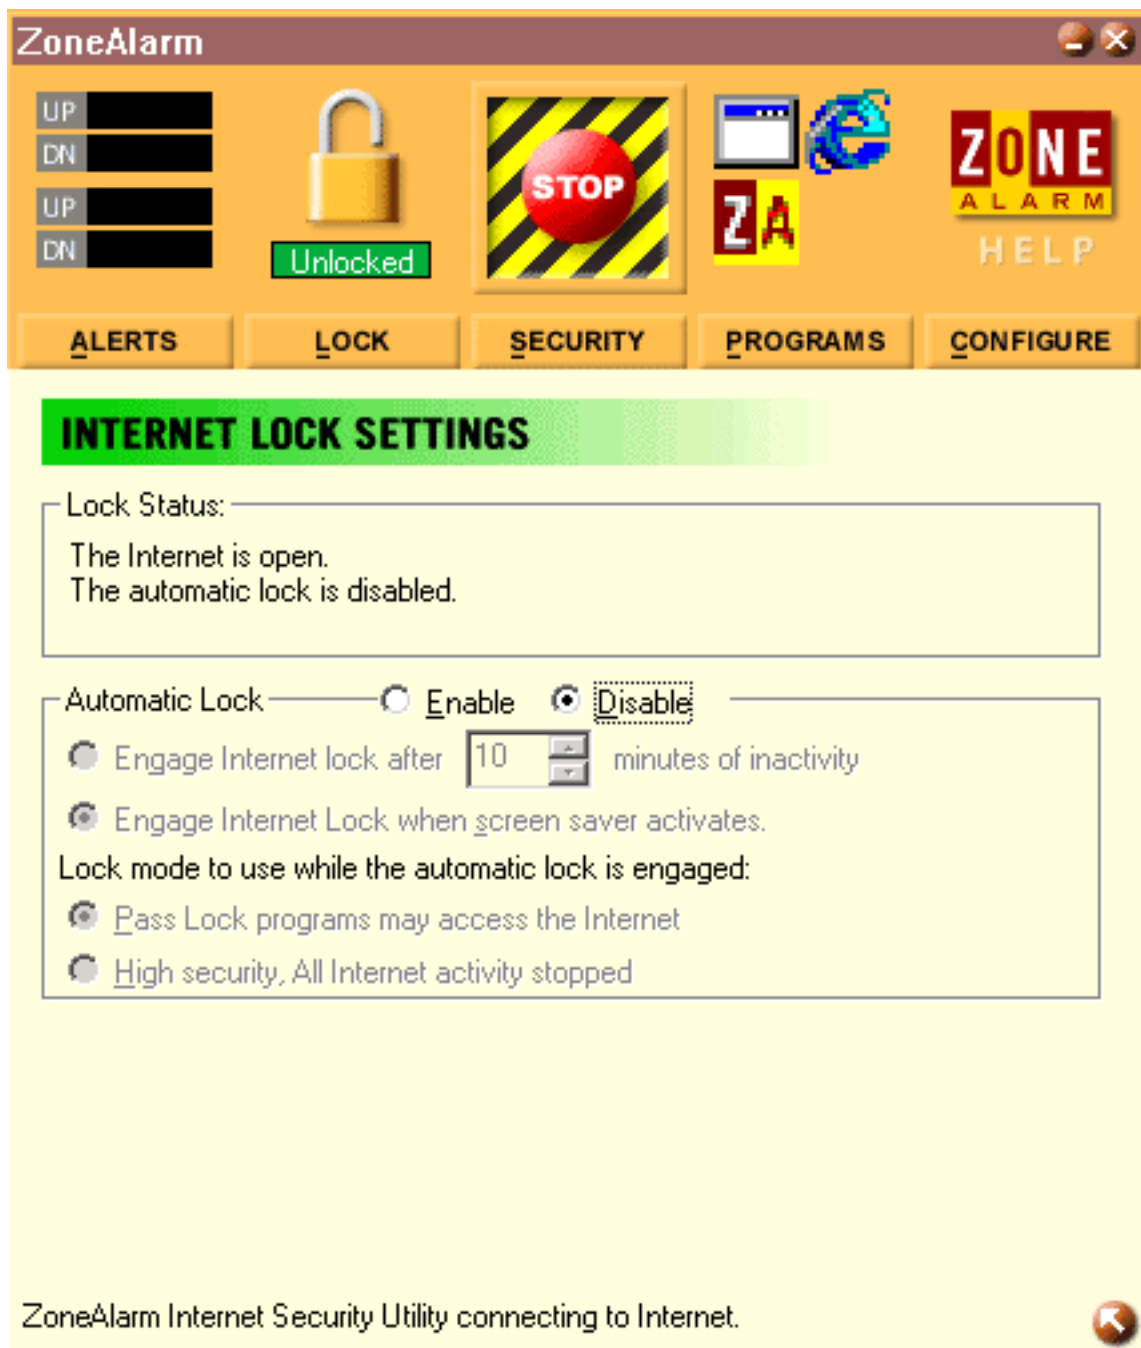 ZoneAlarm
UP
DN
UP
DN
Unlocked
STOP
ZA
ZONE
ALARM
HELP
ALERTS LOCK SECURITY PROGRAMS CONFIGURE
INTERNET LOCK SETTINGS
Lock Status:
The Internet is open.
The automatic lock is disabled.
Automatic Lock Enable Disable
Engage Internet lock after 10 minutes of inactivity
Engage Internet Lock when screen saver activates.
Lock mode to use while the automatic lock is engaged:
Pass Lock programs may access the Internet
High security, All Internet activity stopped
ZoneAlarm Internet Security Utility connecting to Internet.